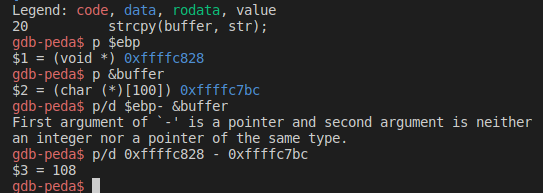 Legend: code, data, rodata, value
20 strcpy(buffer, str);
gdb-peda$ p $ebp
$1 = (void *) 0xffffc828
gdb-peda$ p &buffer
$2 = (char (*)[100]) 0xffffc7bc
gdb-peda$ p/d $ebp- &buffer
First argument of `-' is a pointer and second argument is neither
an integer nor a pointer of the same type.
gdb-peda$ p/d 0xffffc828 - 0xffffc7bc
$3 = 108
gdb-peda$